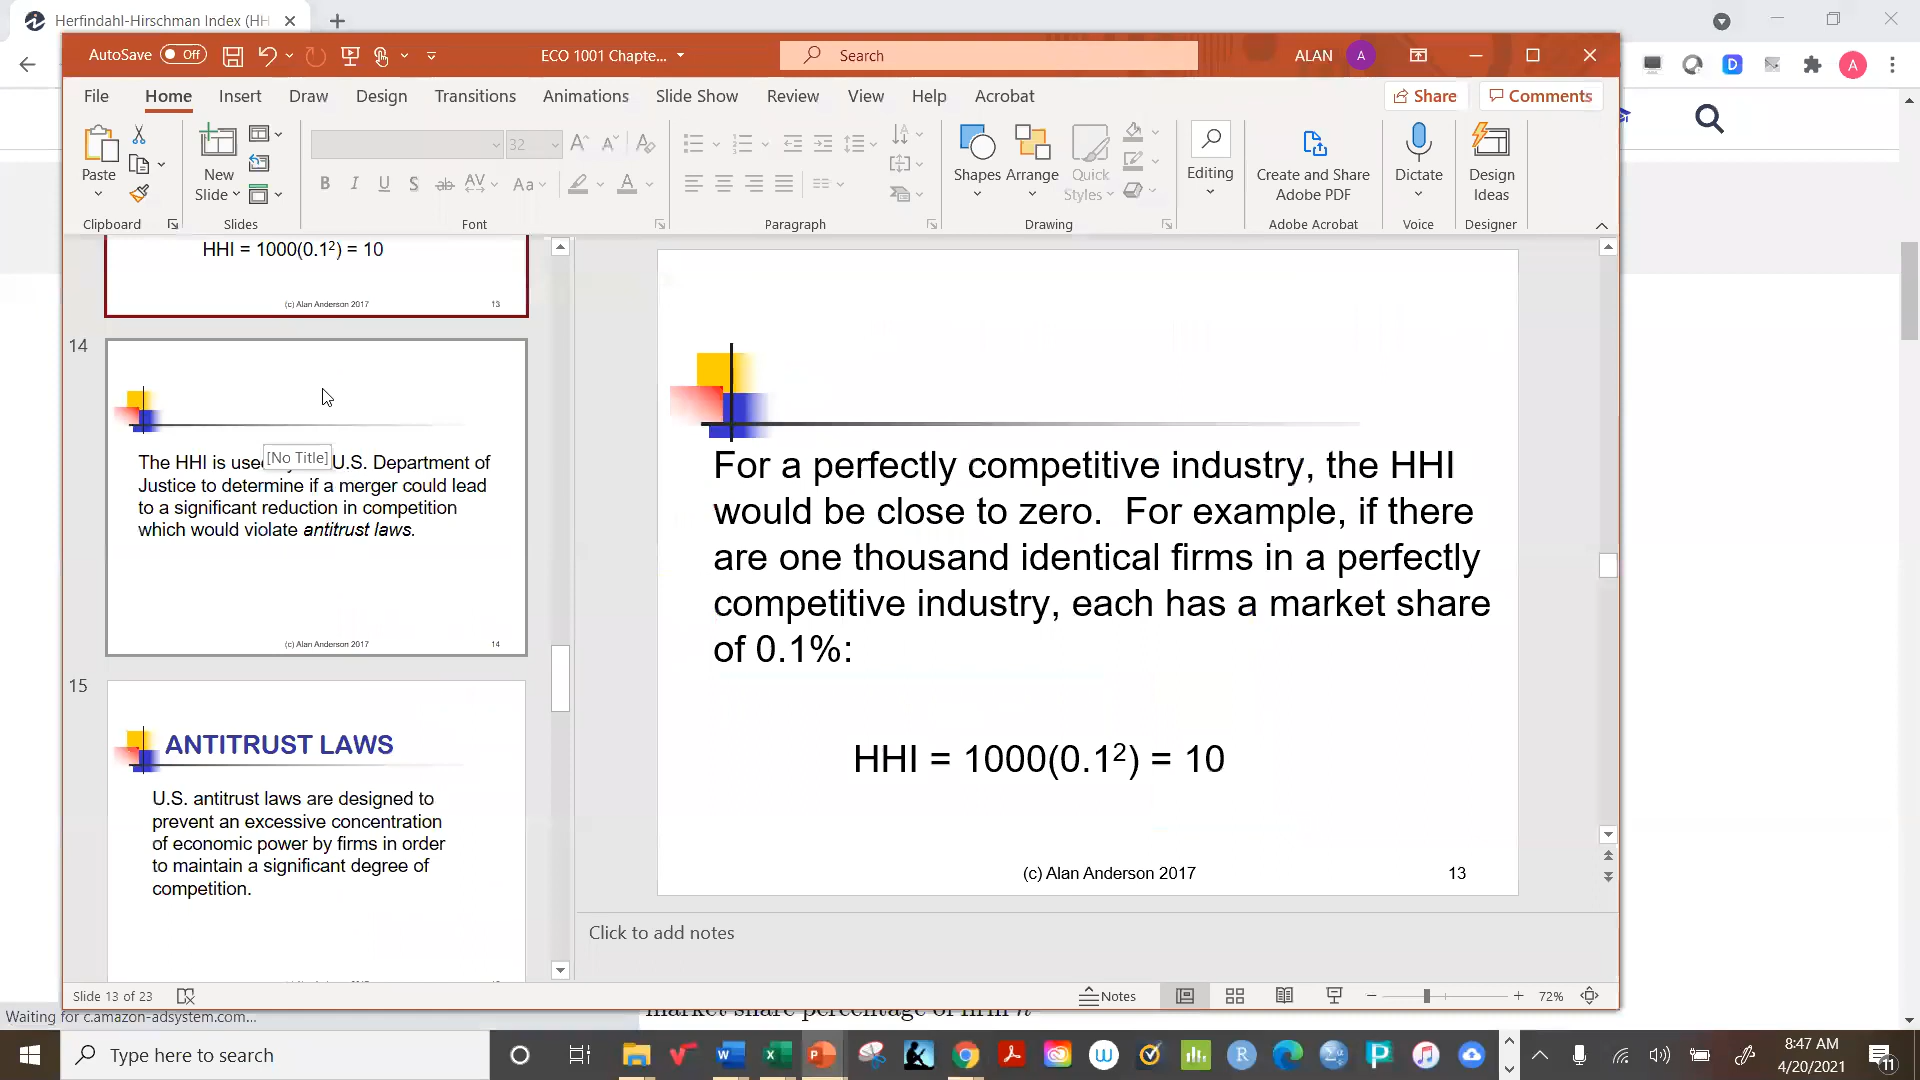 Herfindahl-Hirschman Index (HH
AutoSave Off
ECO 1001 Chapte...
Search
ALAN A
A
File Home Insert Draw Design Transitions Animations Slide Show Review View Help Acrobat
Share Comments
Paste
New
Slide
32
Shapes Arrange Quick
Styles
Editing
Create and Share
Adobe PDF
Dictate
Design
Ideas
Clipboard Slides Font Paragraph Drawing Adobe Acrobat Voice Designer
HHI = 1000(0.1²) = 10
(c) Alan Anderson 2017 13
14
[No Title]
The HHI is use U.S. Department of
Justice to determine if a merger could lead
to a significant reduction in competition
which would violate antitrust laws.
(c) Alan Anderson 2017 14
15
ANTITRUST LAWS
U.S. antitrust laws are designed to
prevent an excessive concentration
of economic power by firms in order
to maintain a significant degree of
competition.
For a perfectly competitive industry, the HHI
would be close to zero.  For example, if there
are one thousand identical firms in a perfectly
competitive industry, each has a market share
of 0.1%:
HHI = 1000(0.1²) = 10
(c) Alan Anderson 2017 13
Click to add notes
Slide 13 of 23
Notes
72%
Waiting for c.amazon-adsystem.com...
market share percentage of firm n
Type here to search
8:47 AM
4/20/2021
11